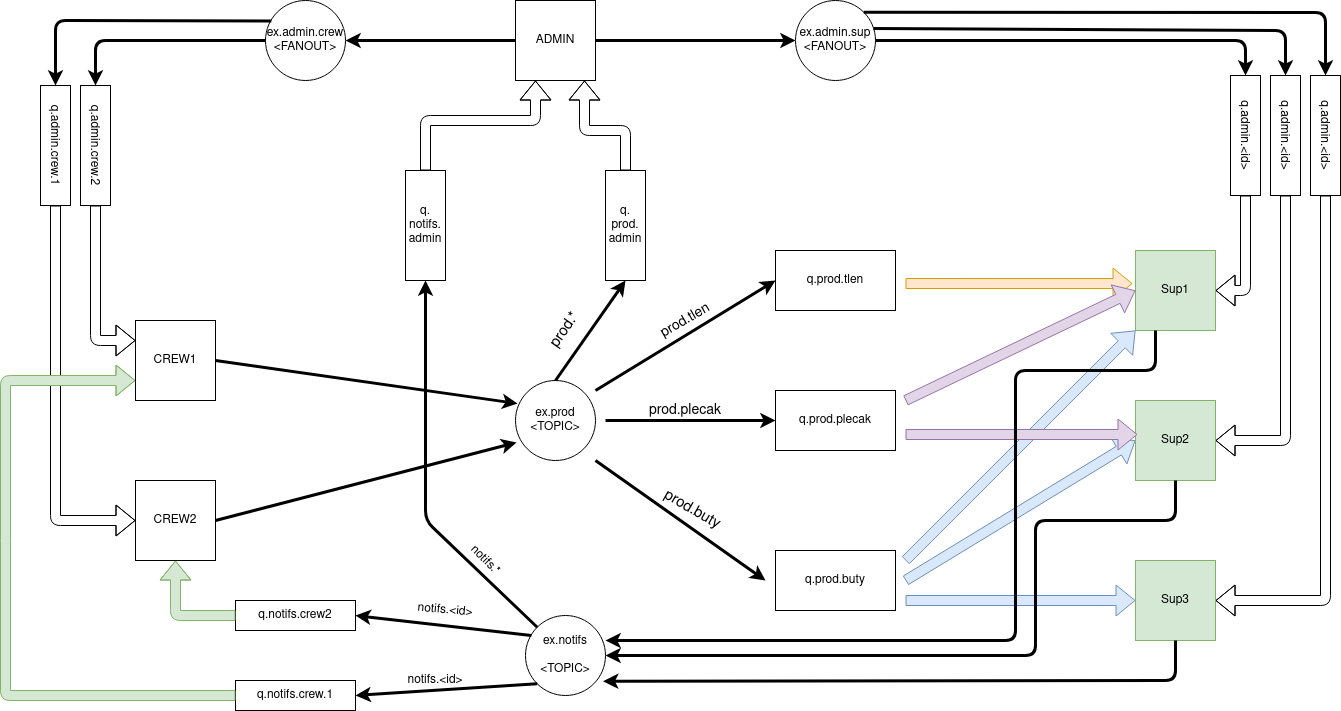 ex.admin.crew
<FANOUT>
ADMIN
ex.admin.sup
<FANOUT>
q.admin.crew.1
q.admin.crew.2
q.admin.<id>
q.admin.<id>
q.admin.<id>
q.
notifs.
admin
q.
prod.
admin
prod.*
prod.tlen
q.prod.tlen
Sup1
CREW1
ex.prod
<TOPIC>
prod.plecak
q.prod.plecak
Sup2
prod.buty
CREW2
notifs.*
q.prod.buty
Sup3
q.notifs.crew2
notifs.<id>
ex.notifs
<TOPIC>
notifs.<id>
q.notifs.crew.1